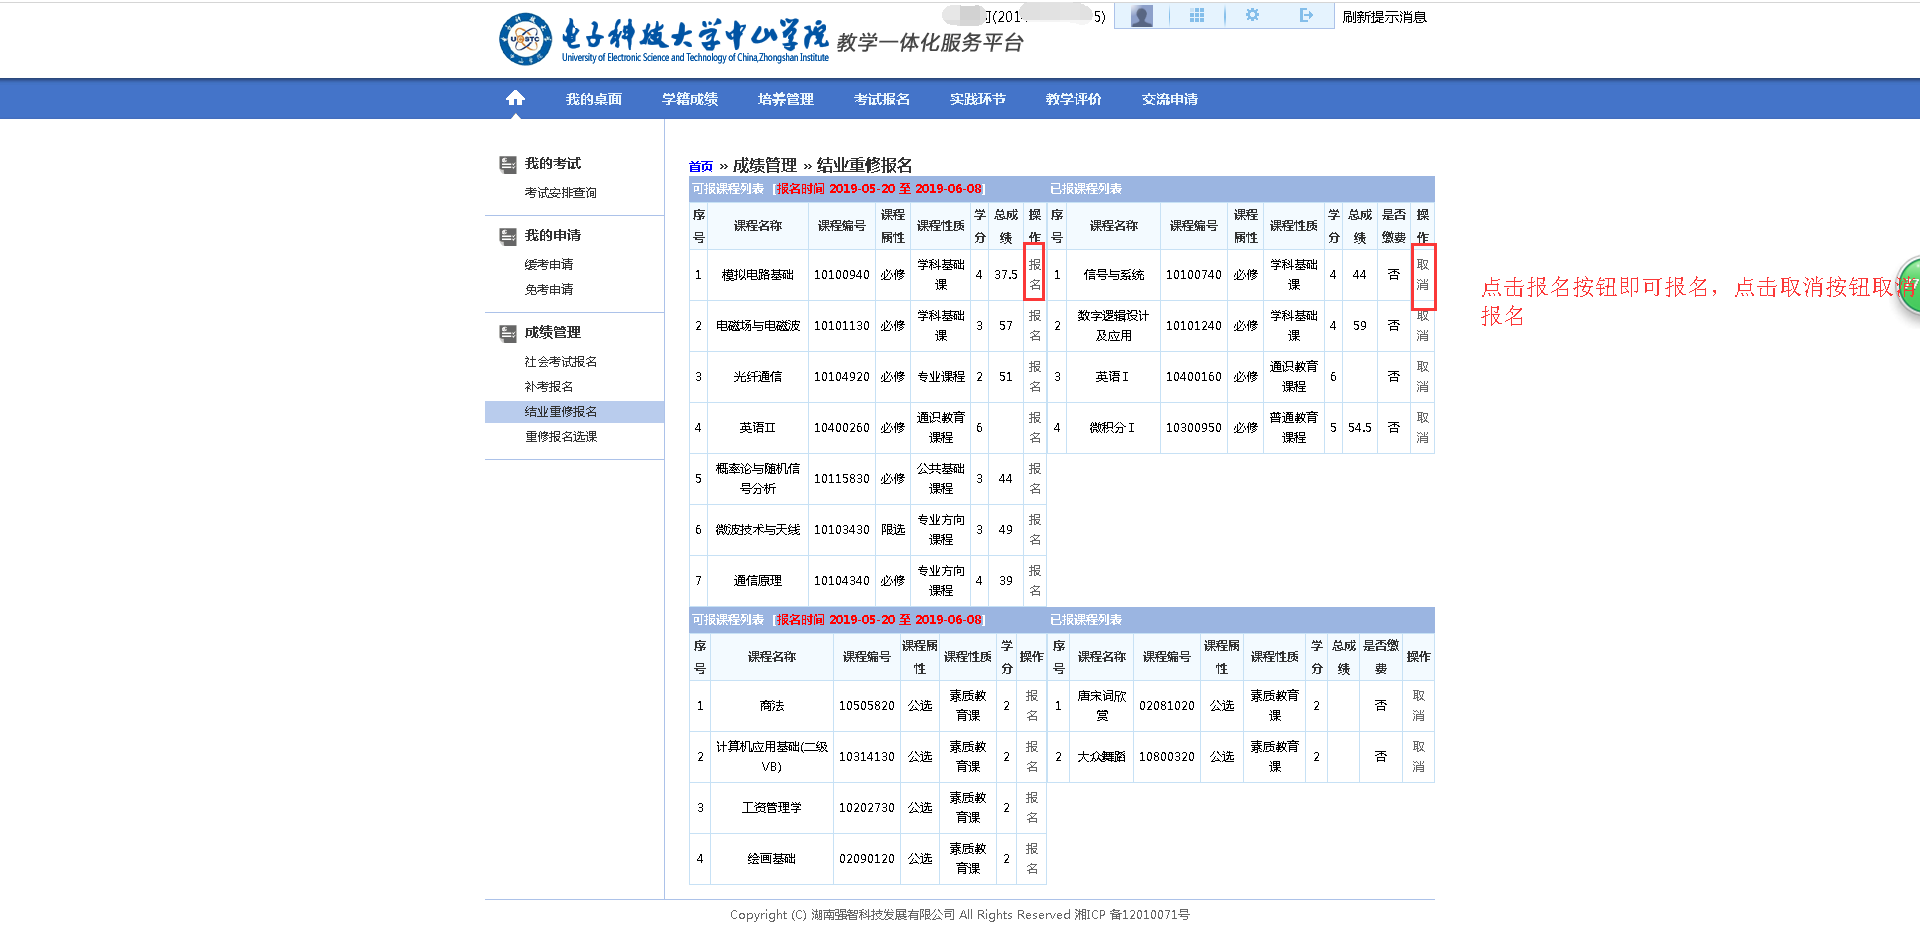 电子科技大学中山学院
University of Electronic Science and Technology of China,Zhongshan Institute
教学一体化服务平台
(201 5) 刷新提示消息
我的桌面 学籍成绩 培养管理 考试报名 实践环节 教学评价 交流申请
我的考试
考试安排查询
我的申请
缓考申请
免考申请
成绩管理
社会考试报名
补考报名
结业重修报名
重修报名选课
首页 » 成绩管理 » 结业重修报名
可报课程列表 [报名时间 2019-05-20 至 2019-06-08] 已报课程列表
序号 课程名称 课程编号 课程属性 课程性质 学分 总成绩 操作 序号 课程名称 课程编号 课程属性 课程性质 学分 总成绩 是否缴费 操作
1 模拟电路基础 10100940 必修 学科基础课 4 37.5 报名 1 信号与系统 10100740 必修 学科基础课 4 44 否 取消
2 电磁场与电磁波 10101130 必修 学科基础课 3 57 报名 2 数字逻辑设计及应用 10101240 必修 学科基础课 4 59 否 取消
3 光纤通信 10104920 必修 专业课程 2 51 报名 3 英语Ⅰ 10400160 必修 通识教育课程 6 否 取消
4 英语Ⅱ 10400260 必修 通识教育课程 6 报名 4 微积分Ⅰ 10300950 必修 普通教育课程 5 54.5 否 取消
5 概率论与随机信号分析 10115830 必修 公共基础课程 3 44 报名
6 微波技术与天线 10103430 限选 专业方向课程 3 49 报名
7 通信原理 10104340 必修 专业方向课程 4 39 报名
可报课程列表 [报名时间 2019-05-20 至 2019-06-08] 已报课程列表
序号 课程名称 课程编号 课程属性 课程性质 学分 操作 序号 课程名称 课程编号 课程属性 课程性质 学分 总成绩 是否缴费 操作
1 商法 10505820 公选 素质教育课 2 报名 1 唐宋词欣赏 02081020 公选 素质教育课 2 否 取消
2 计算机应用基础(二级VB) 10314130 公选 素质教育课 2 报名 2 大众舞蹈 10800320 公选 素质教育课 2 否 取消
3 工资管理学 10202730 公选 素质教育课 2 报名
4 绘画基础 02090120 公选 素质教育课 2 报名
点击报名按钮即可报名，点击取消按钮取消
报名
Copyright (C) 湖南强智科技发展有限公司 All Rights Reserved 湘ICP 备12010071号